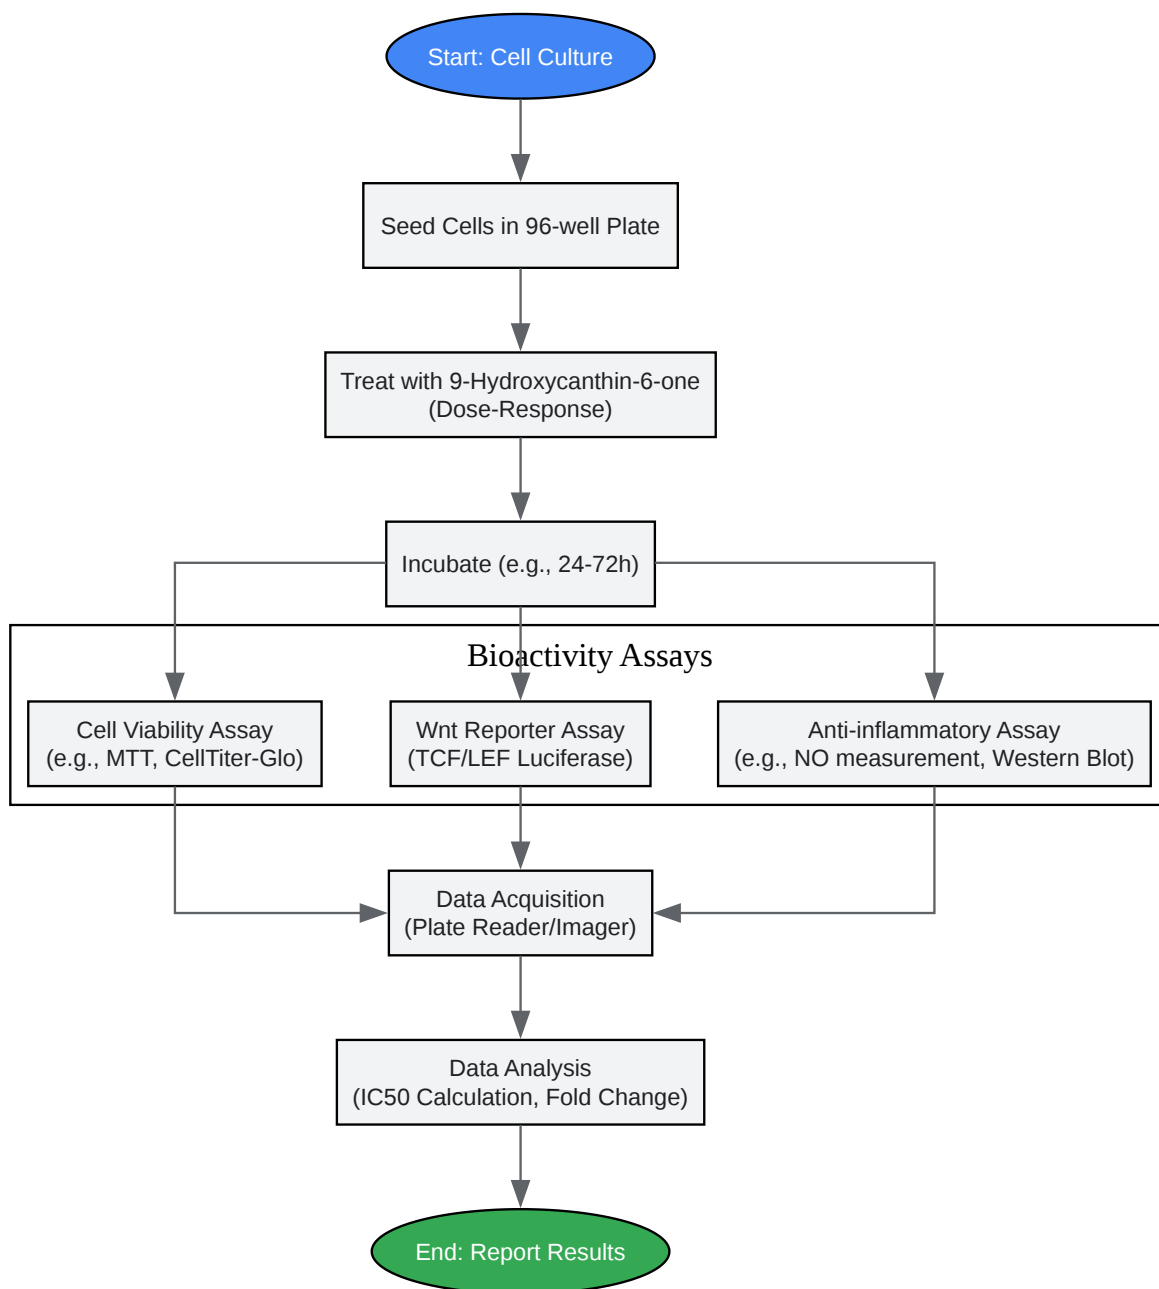 Start: Cell Culture
Seed Cells in 96-well Plate
Treat with 9-Hydroxycanthin-6-one
(Dose-Response)
Incubate (e.g., 24-72h)
Bioactivity Assays
Cell Viability Assay
(e.g., MTT, CellTiter-Glo)
Wnt Reporter Assay
(TCF/LEF Luciferase)
Anti-inflammatory Assay
(e.g., NO measurement, Western Blot)
Data Acquisition
(Plate Reader/Imager)
Data Analysis
(IC50 Calculation, Fold Change)
End: Report Results